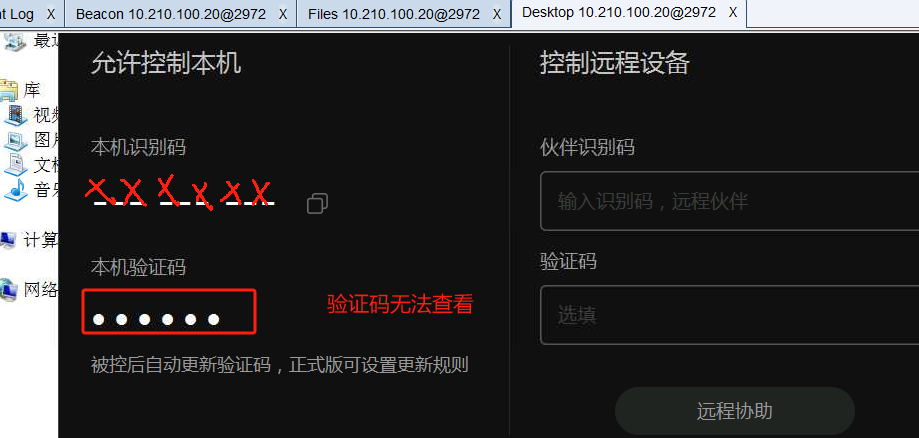 t Log X Beacon 10.210.100.20@2972 X Files 10.210.100.20@2972 X Desktop 10.210.100.20@2972 X
最近
库
视频
图片
文档
音乐
计算
网络
允许控制本机
本机识别码
本机验证码
验证码无法查看
被控后自动更新验证码，正式版可设置更新规则
控制远程设备
伙伴识别码
输入识别码，远程伙伴
验证码
选填
远程协助